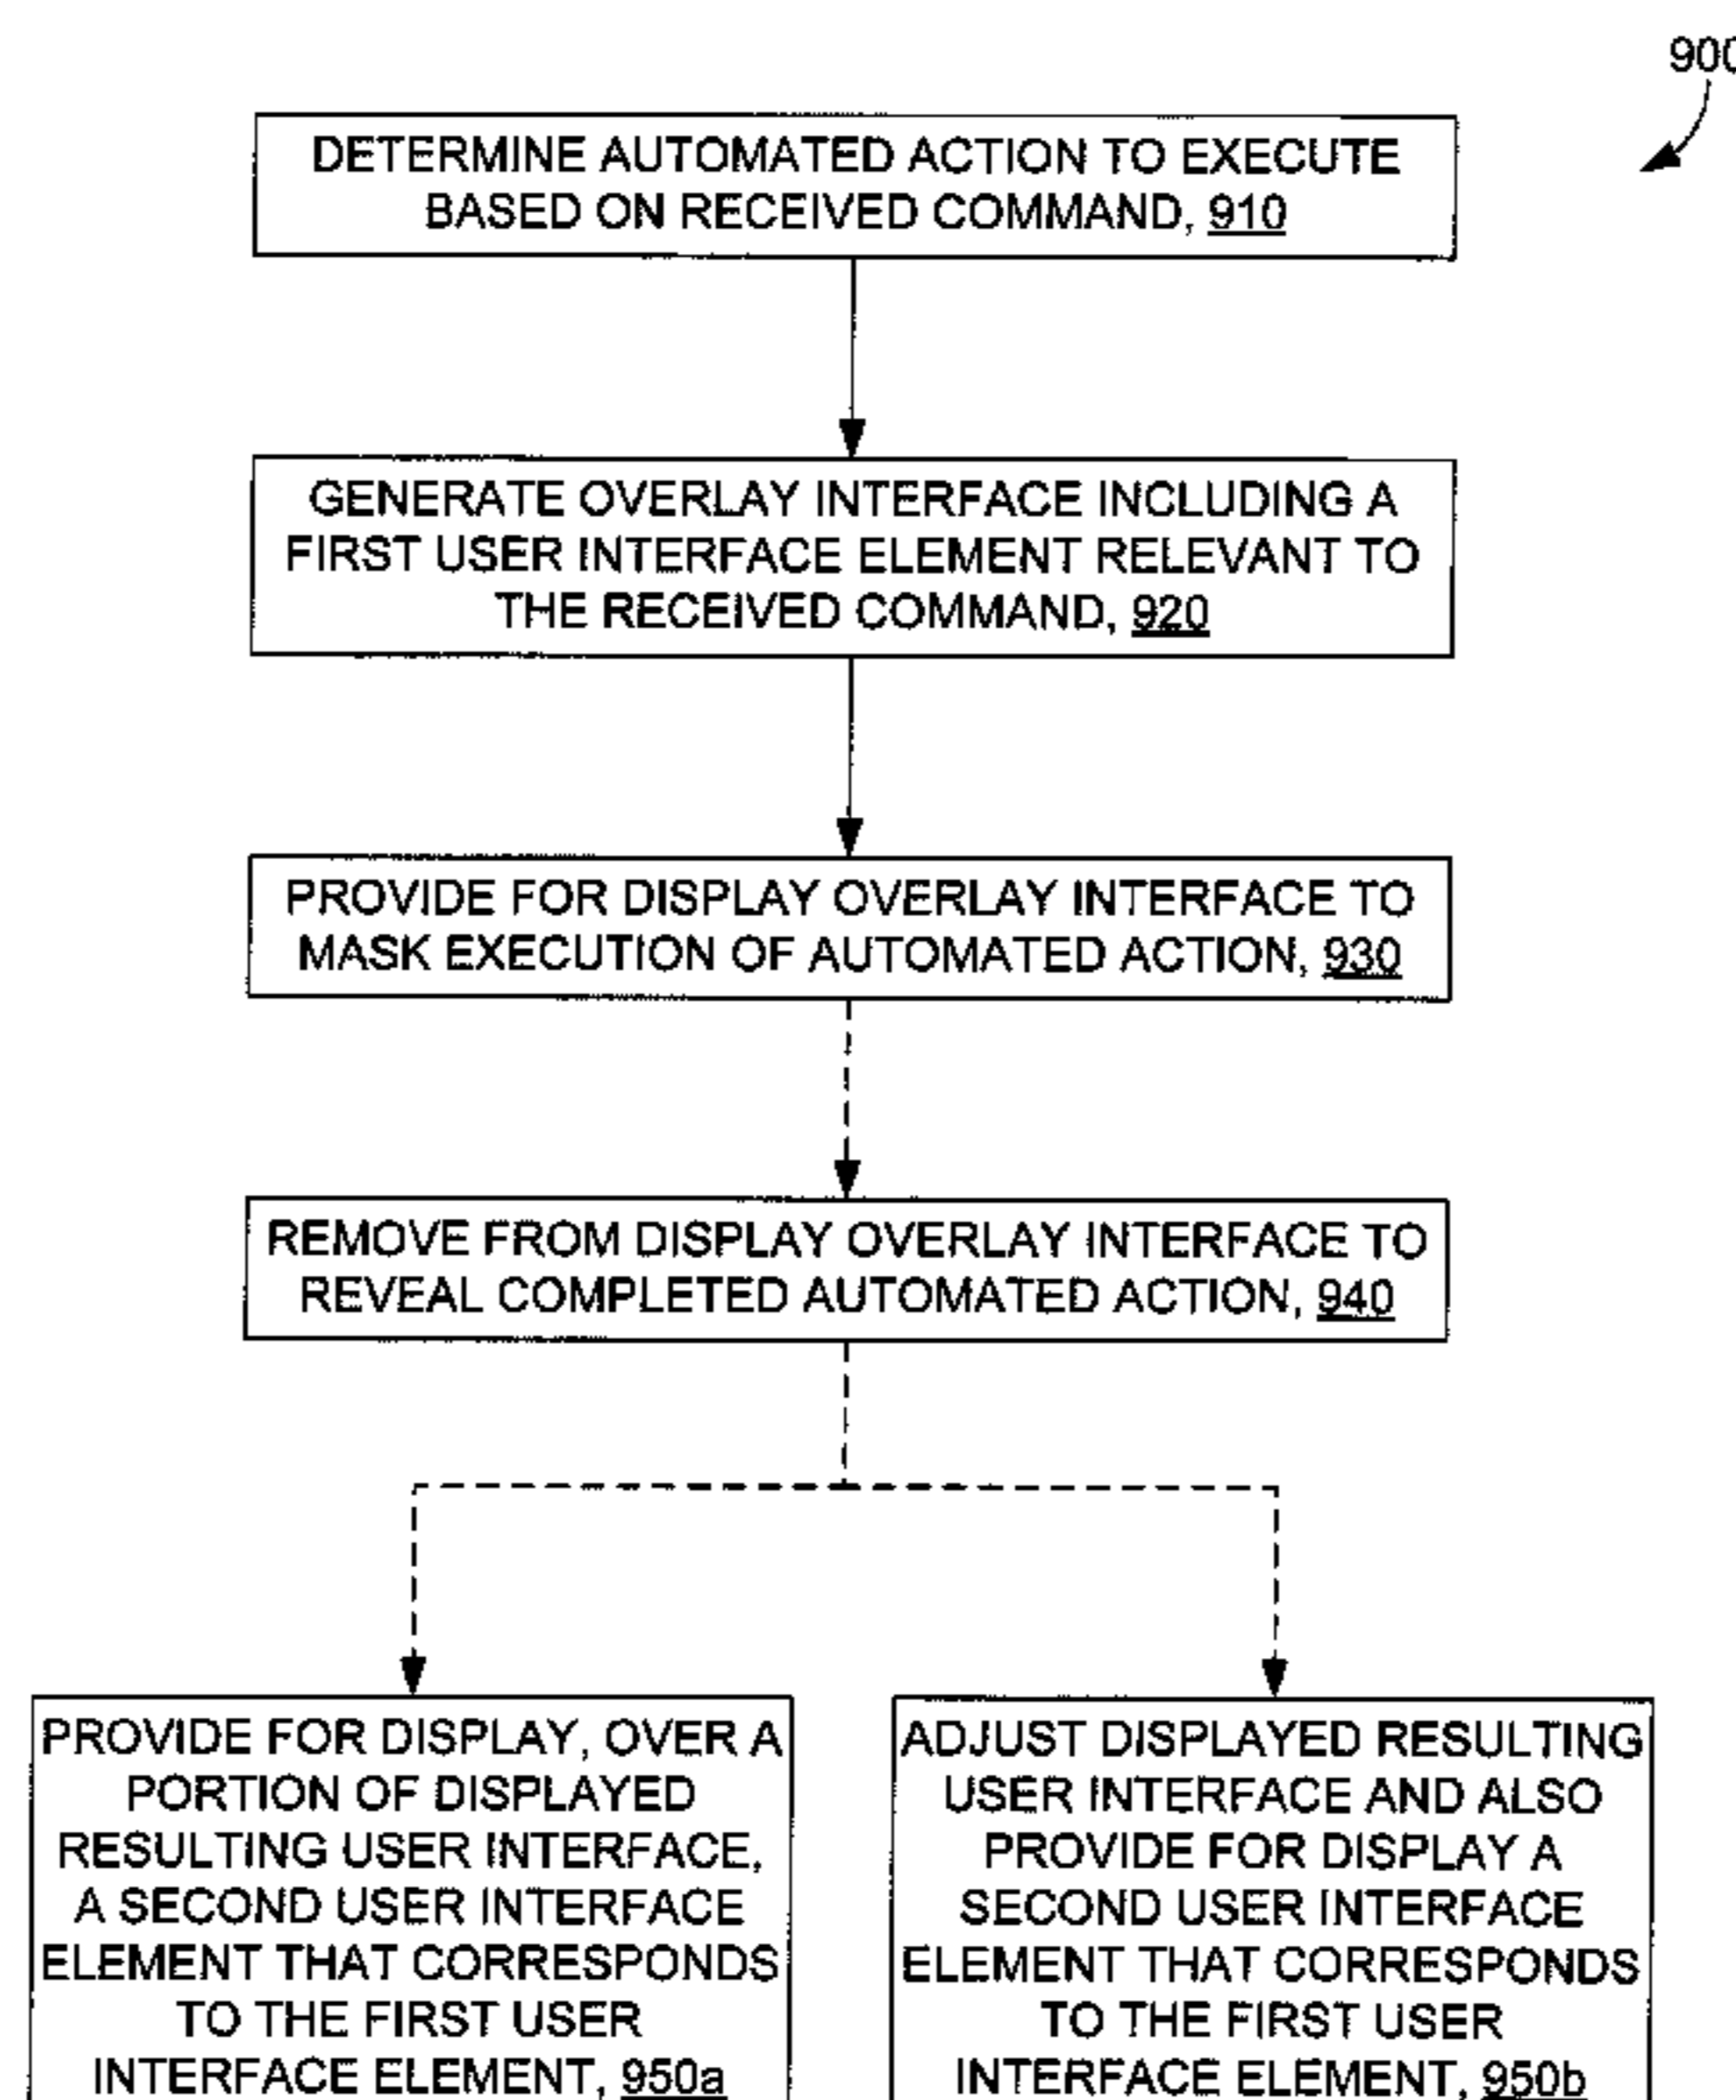 900
DETERMINE AUTOMATED ACTION TO EXECUTE
BASED ON RECEIVED COMMAND, 910
GENERATE OVERLAY INTERFACE INCLUDING A
FIRST USER INTERFACE ELEMENT RELEVANT TO
THE RECEIVED COMMAND, 920
PROVIDE FOR DISPLAY OVERLAY INTERFACE TO
MASK EXECUTION OF AUTOMATED ACTION, 930
REMOVE FROM DISPLAY OVERLAY INTERFACE TO
REVEAL COMPLETED AUTOMATED ACTION, 940
PROVIDE FOR DISPLAY, OVER A
PORTION OF DISPLAYED
RESULTING USER INTERFACE,
A SECOND USER INTERFACE
ELEMENT THAT CORRESPONDS
TO THE FIRST USER
INTERFACE ELEMENT, 950a
ADJUST DISPLAYED RESULTING
USER INTERFACE AND ALSO
PROVIDE FOR DISPLAY A
SECOND USER INTERFACE
ELEMENT THAT CORRESPONDS
TO THE FIRST USER
INTERFACE ELEMENT, 950b